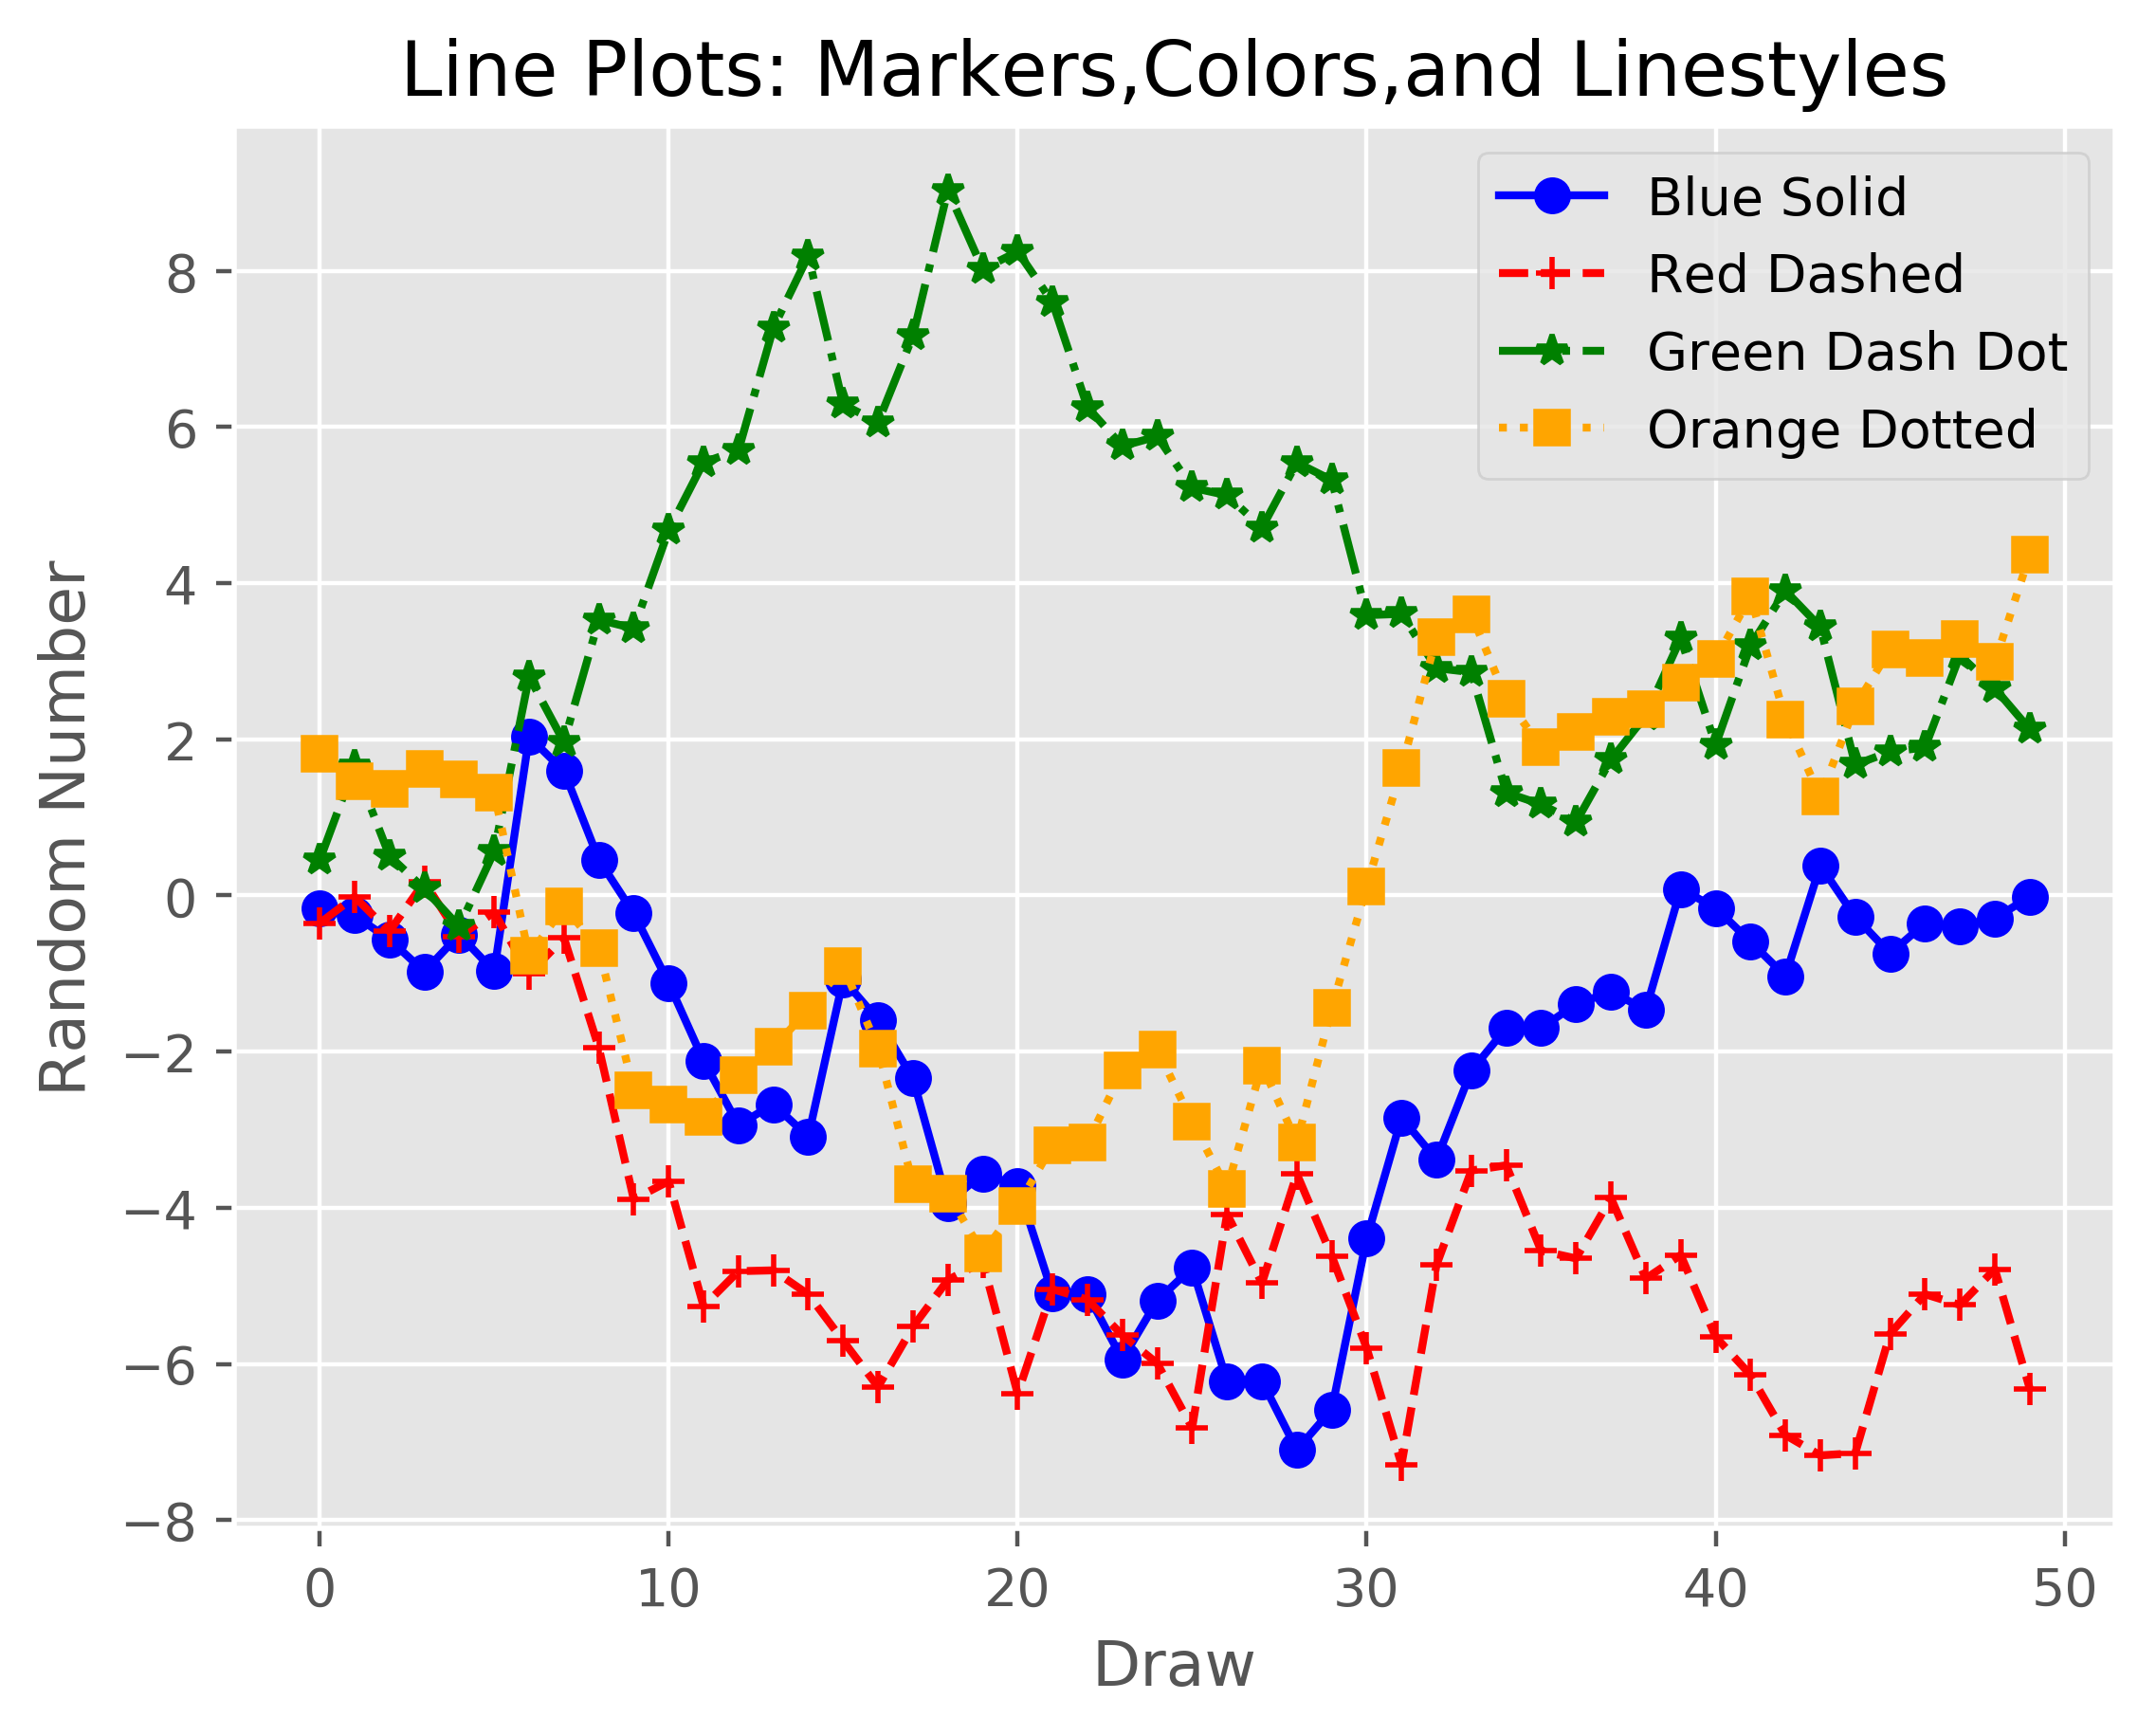 Line Plots: Markers,Colors,and Linestyles
Blue Solid
Red Dashed
Green Dash Dot
Orange Dotted
Random Number
8
6
4
2
0
−2
−4
−6
−8
0 10 20 30 40 50
Draw